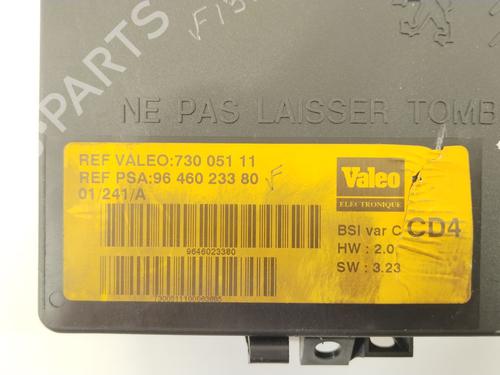 NE PAS LAISSER TOMB
REF VALEO:730 051 11
REF PSA:96 460 233 80 F
01/241/A
Valeo
ELECTRONIQUE
BSI var C CD4
HW : 2.0
SW : 3.23
9646023380